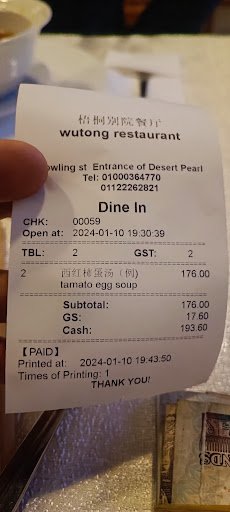 梧桐别院餐厅
wutong restaurant
owling st Entrance of Desert Pearl
Tel: 01000364770
01122262821
Dine In
CHK: 00059
Open at: 2024-01-10 19:30:39
TBL: 2 GST: 2
2 西红柿蛋汤（例） 176.00
tamato egg soup
Subtotal: 176.00
GS: 17.60
Cash: 193.60
【PAID】
Printed at: 2024-01-10 19:43:50
Times of Printing: 1
THANK YOU!